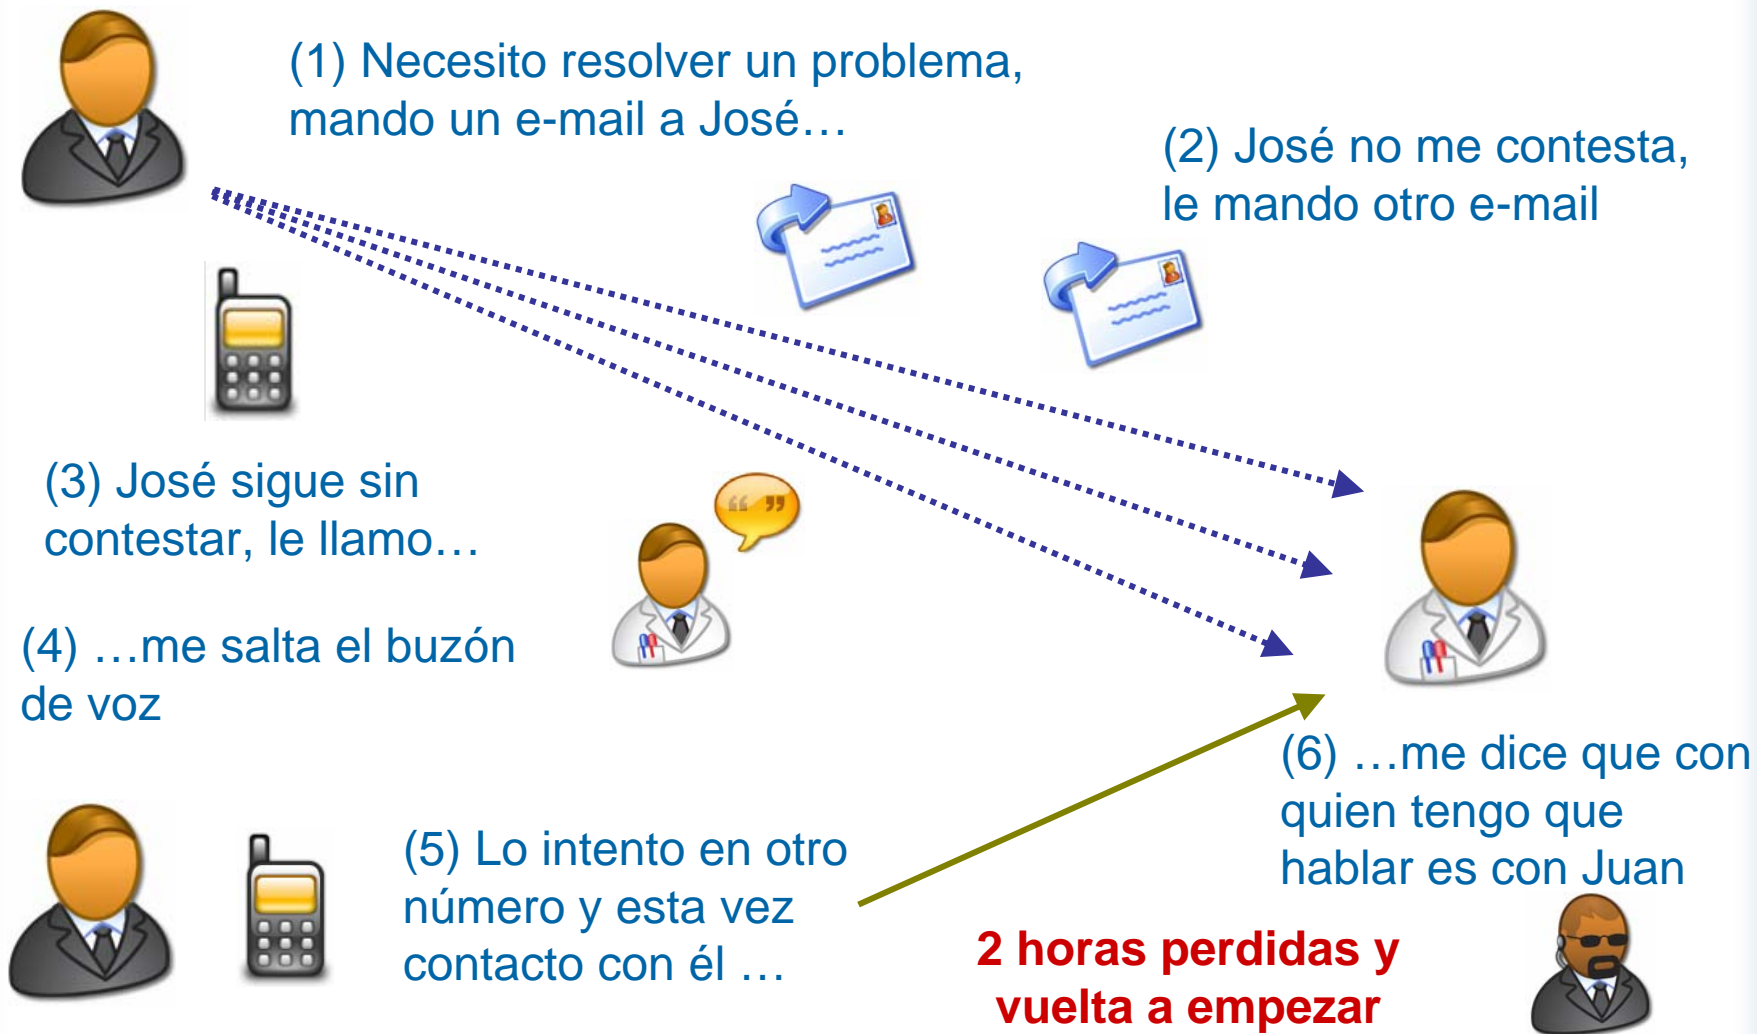 (1) Necesito resolver un problema,
mando un e-mail a José…
(2) José no me contesta,
le mando otro e-mail
(3) José sigue sin
contestar, le llamo…
(4) …me salta el buzón
de voz
(5) Lo intento en otro
número y esta vez
contacto con él …
(6) …me dice que con
quien tengo que
hablar es con Juan
2 horas perdidas y
vuelta a empezar